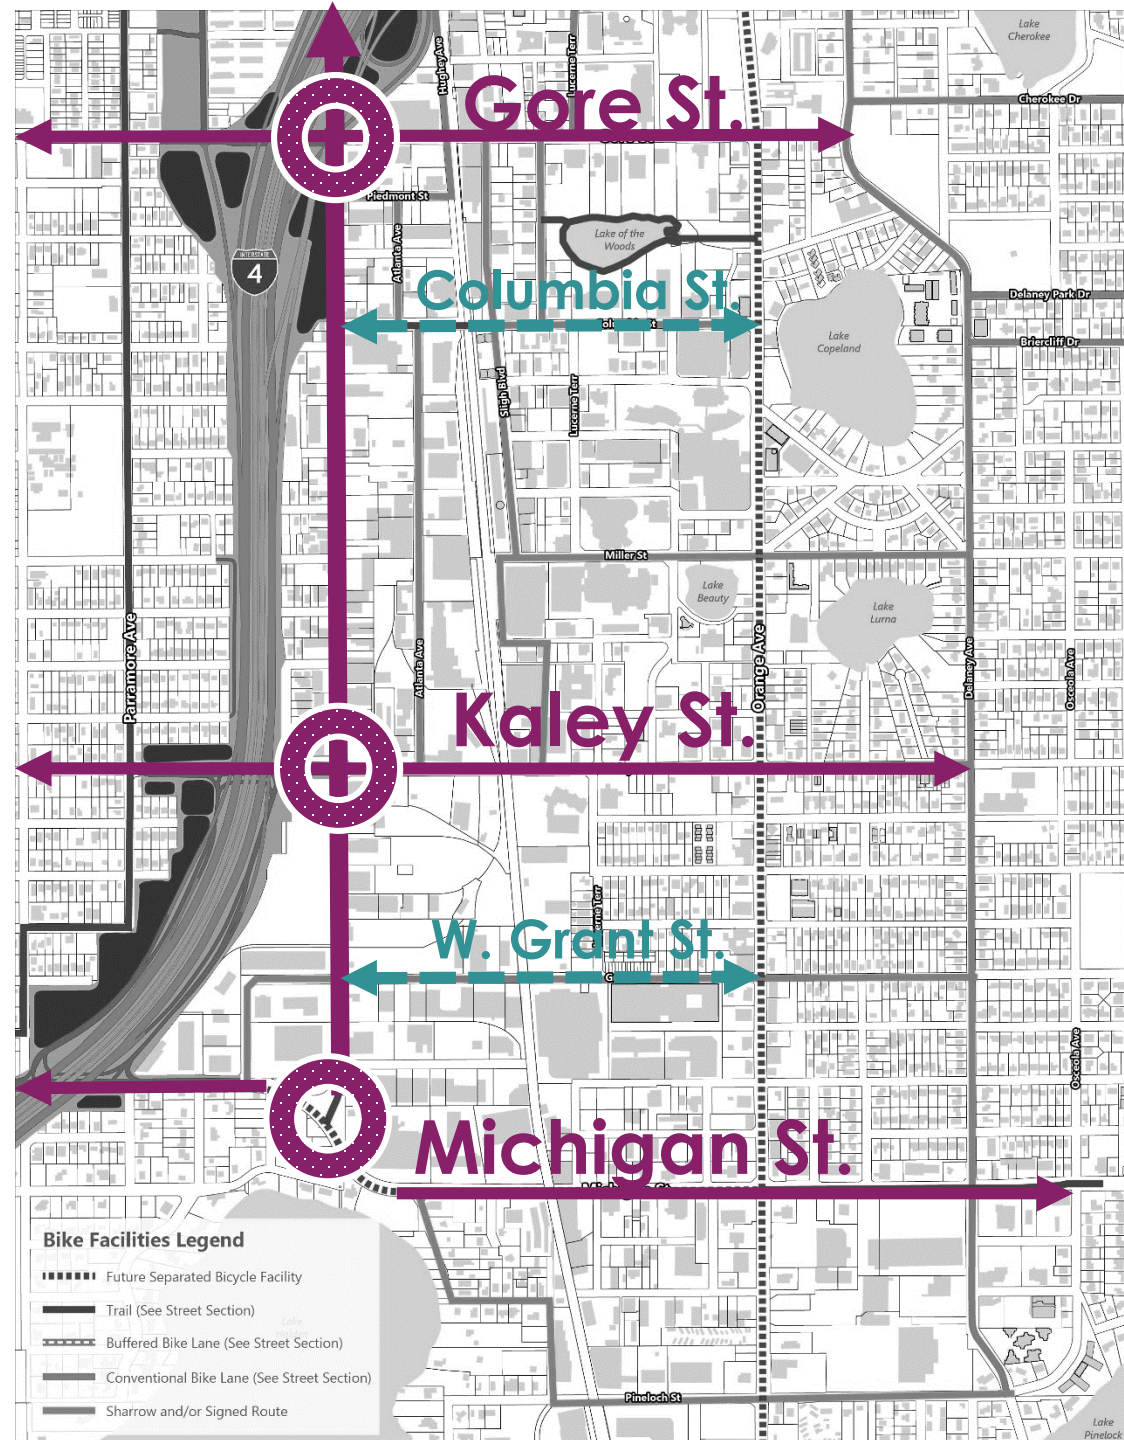 Lake
Cherokee
Hughey Ave
Lucerne Terr
Gore St.
Cherokee Dr
Piedmont St
Atlanta Ave
Lake of the
Woods
INTERSTATE
4
Columbia St.
Delaney Park Dr
Briercliff Dr
Lake
Copeland
Sligh Blvd
Lucerne Terr
Miller St
Lake
Beauty
Lake
Lurna
Paramore Ave
Atlanta Ave
Orange Ave
Delaney Ave
Osceola Ave
Kaley St.
W. Grant St.
Osceola Ave
Michigan St.
Bike Facilities Legend
Future Separated Bicycle Facility
Trail (See Street Section)
Buffered Bike Lane (See Street Section)
Conventional Bike Lane (See Street Section)
Sharrow and/or Signed Route
Lake
Pineloch St
Lake
Pinelock